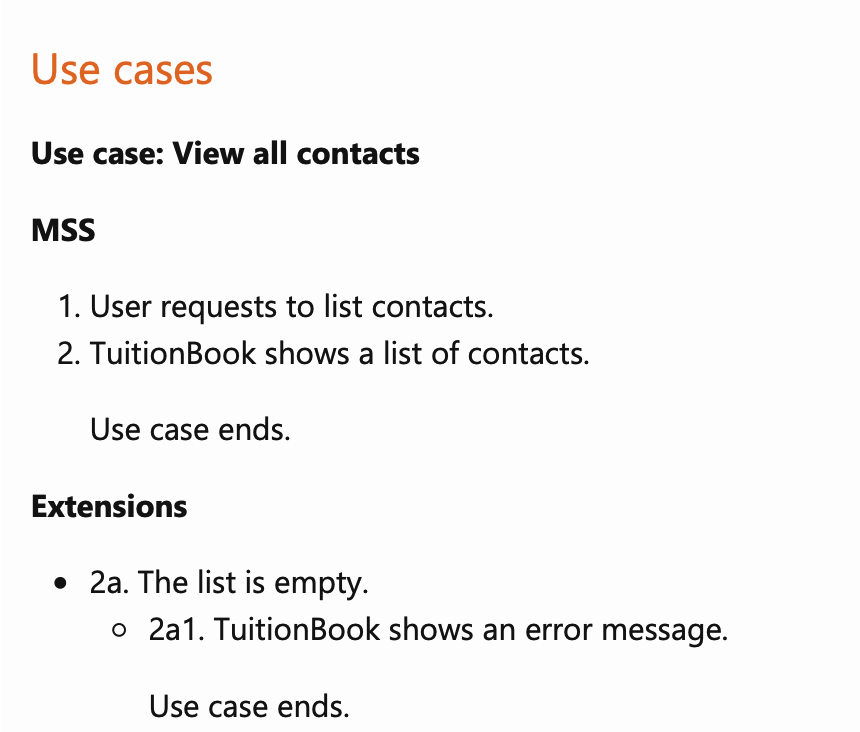 Use cases
Use case: View all contacts
MSS
1. User requests to list contacts.
2. TuitionBook shows a list of contacts.
Use case ends.
Extensions
• 2a. The list is empty.
○ 2a1. TuitionBook shows an error message.
Use case ends.